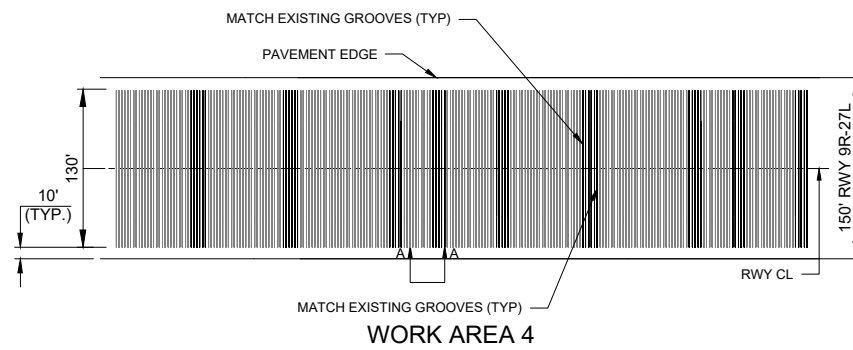 MATCH EXISTING GROOVES (TYP)
PAVEMENT EDGE
130'
10'
(TYP.)
150' RWY 9R-27L
A A
RWY CL
MATCH EXISTING GROOVES (TYP)
WORK AREA 4